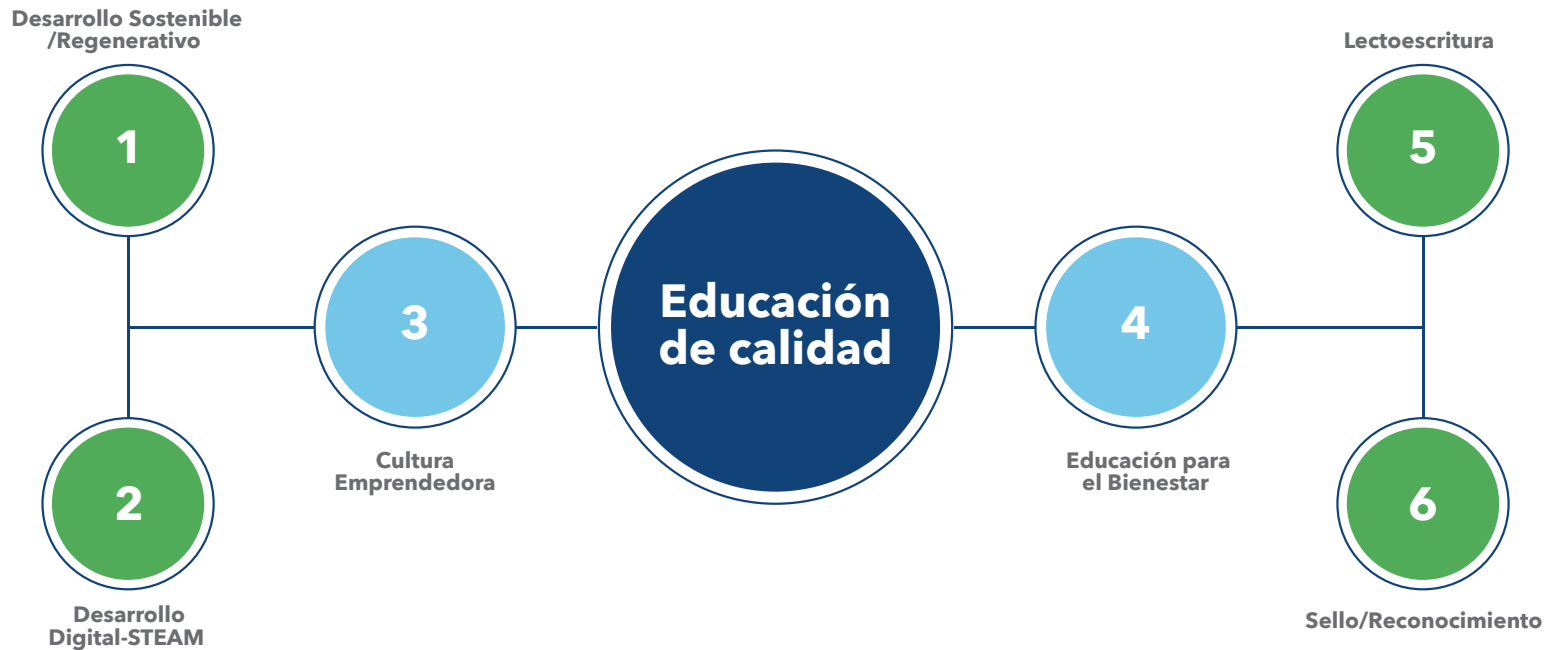 Desarrollo Sostenible
/Regenerativo
1
2
Desarrollo
Digital-STEAM
3
Cultura
Emprendedora
Educación
de calidad
4
Educación para
el Bienestar
Lectoescritura
5
6
Sello/Reconocimiento